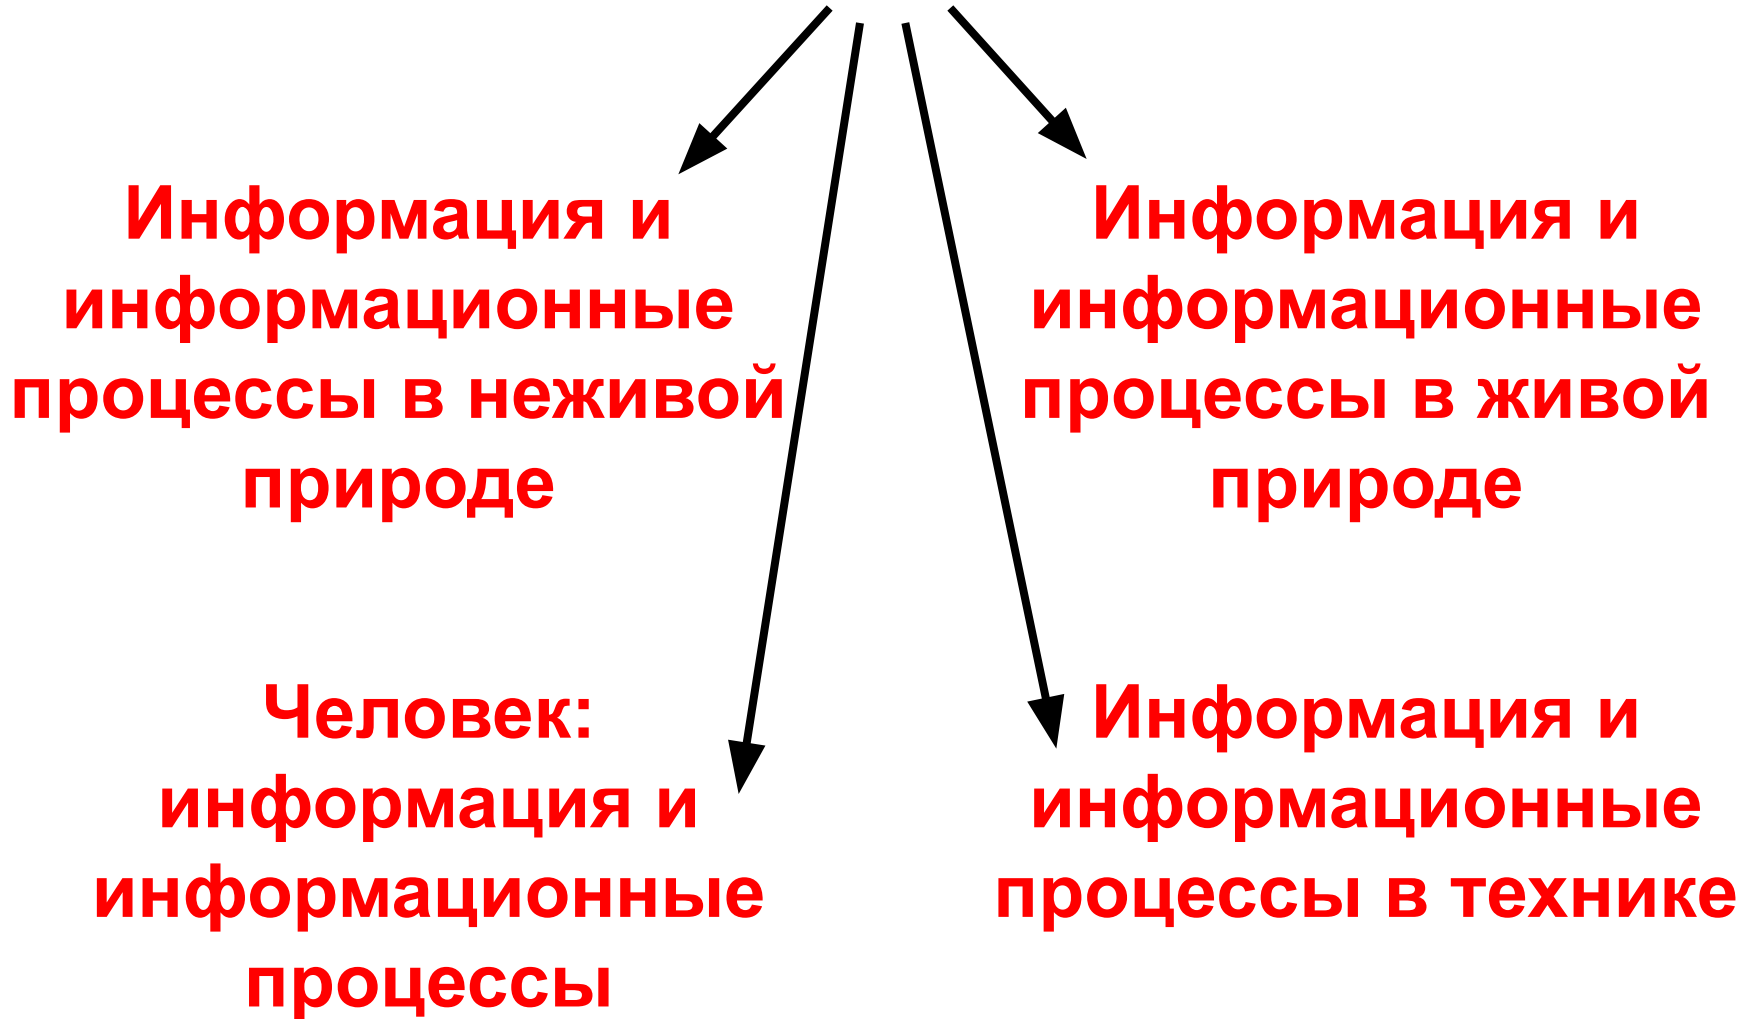 Информация и
информационные
процессы в неживой
природе
Информация и
информационные
процессы в живой
природе
Человек:
информация и
информационные
процессы
Информация и
информационные
процессы в технике